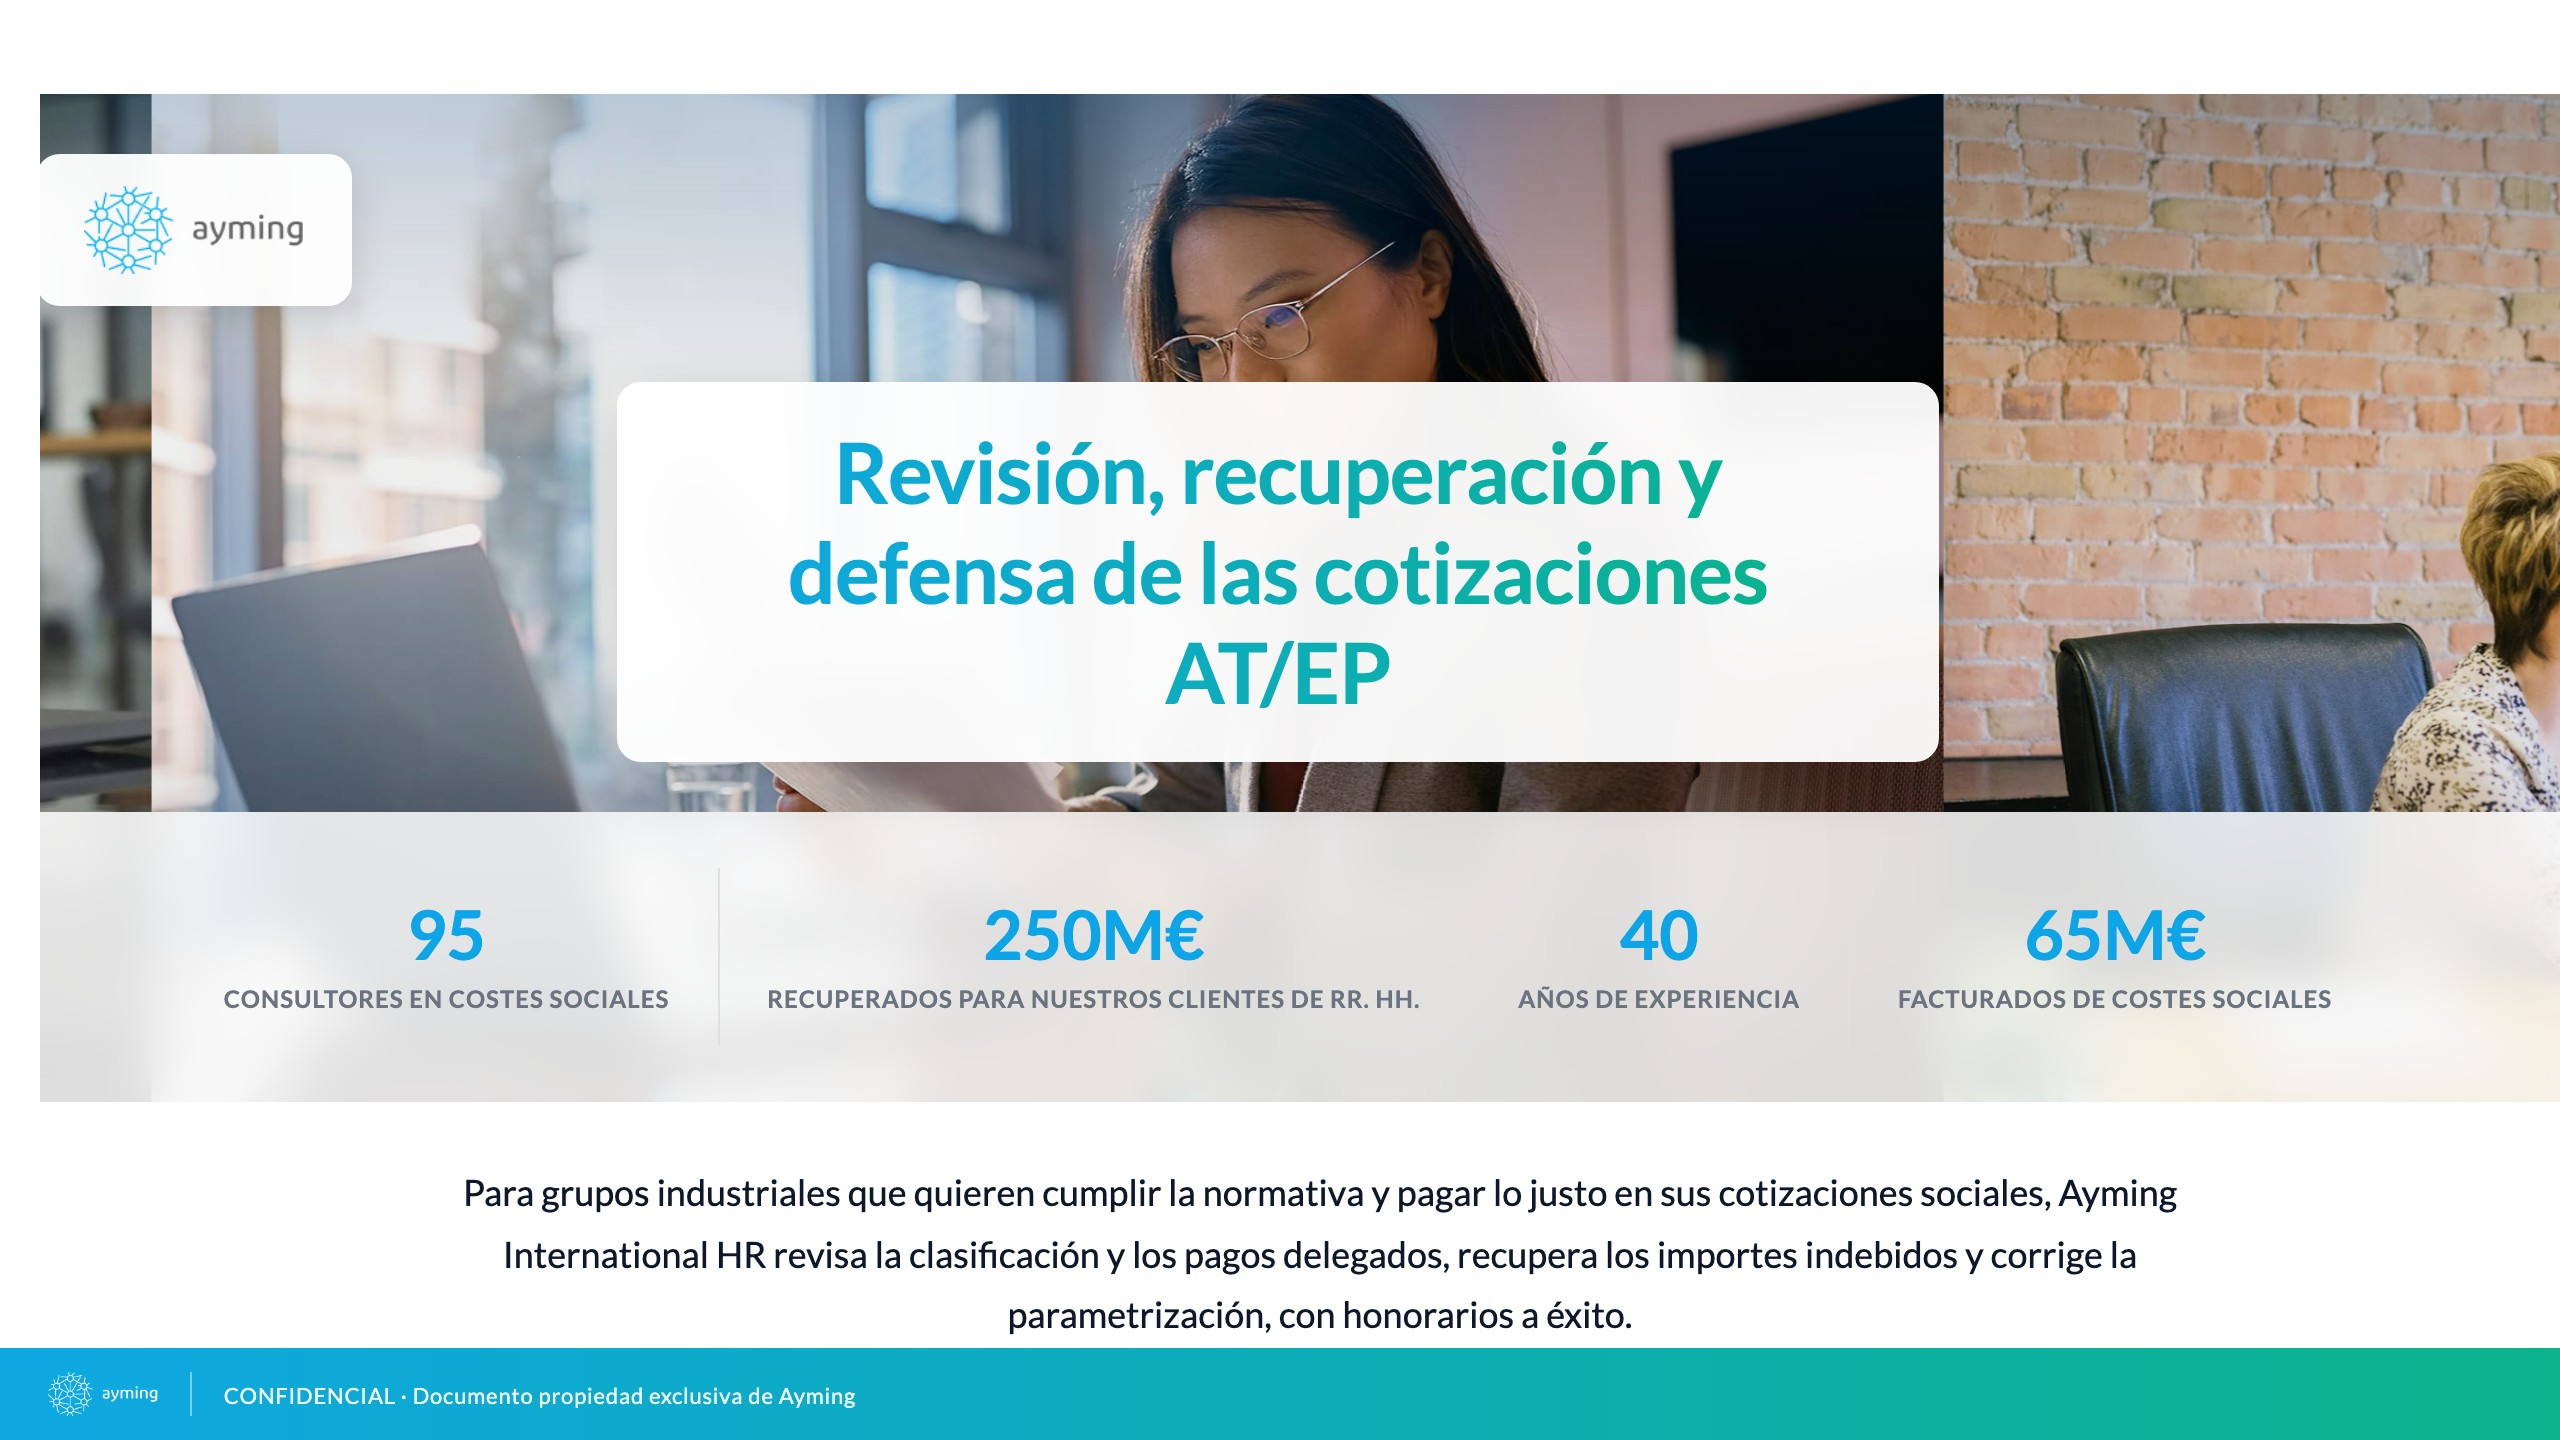 ayming
Revisión, recuperación y
defensa de las cotizaciones
AT/EP
95
CONSULTORES EN COSTES SOCIALES
250M€
RECUPERADOS PARA NUESTROS CLIENTES DE RR. HH.
40
AÑOS DE EXPERIENCIA
65M€
FACTURADOS DE COSTES SOCIALES
Para grupos industriales que quieren cumplir la normativa y pagar lo justo en sus cotizaciones sociales, Ayming
International HR revisa la clasificación y los pagos delegados, recupera los importes indebidos y corrige la
parametrización, con honorarios a éxito.
ayming
CONFIDENCIAL · Documento propiedad exclusiva de Ayming